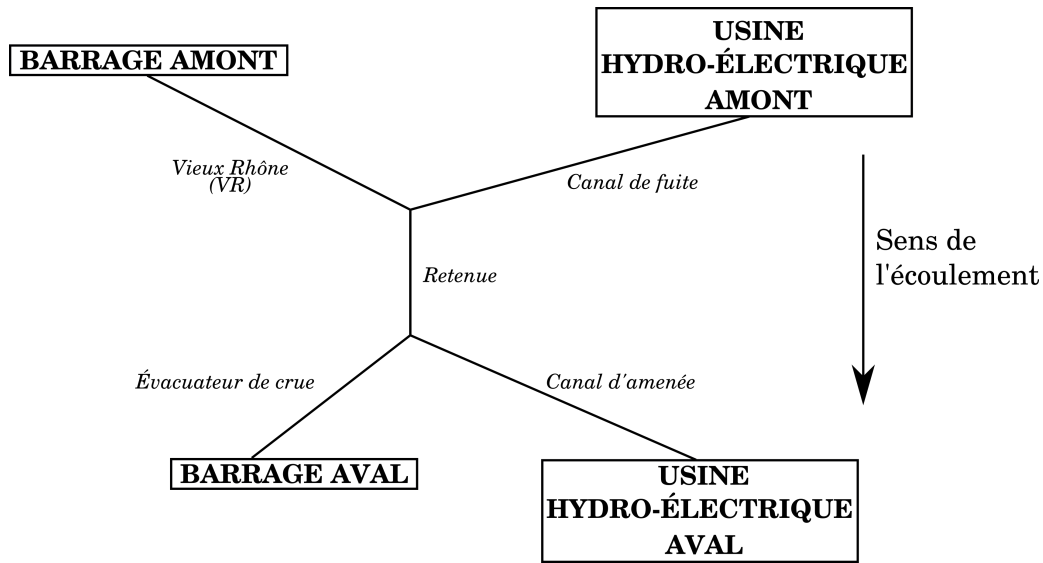 BARRAGE AMONT
USINE
HYDRO-ÉLECTRIQUE
AMONT
Vieux Rhône
(VR)
Canal de fuite
Sens de
l'écoulement
Retenue
Évacuateur de crue
Canal d'amenée
BARRAGE AVAL
USINE
HYDRO-ÉLECTRIQUE
AVAL